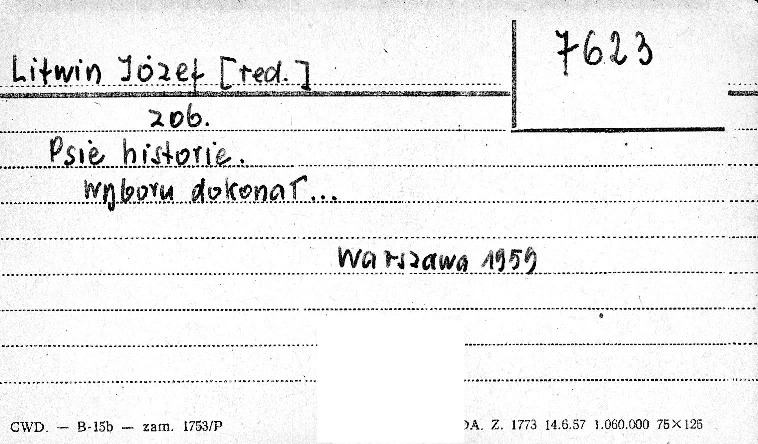 Litwin Józef [red.]
7623
zob.
Psie historie.
Wyboru dokonał...
Warszawa 1959
CWD. — B-15b — zam. 1753/P
DA. Z. 1773 14.6.57 1.060.000 75×125